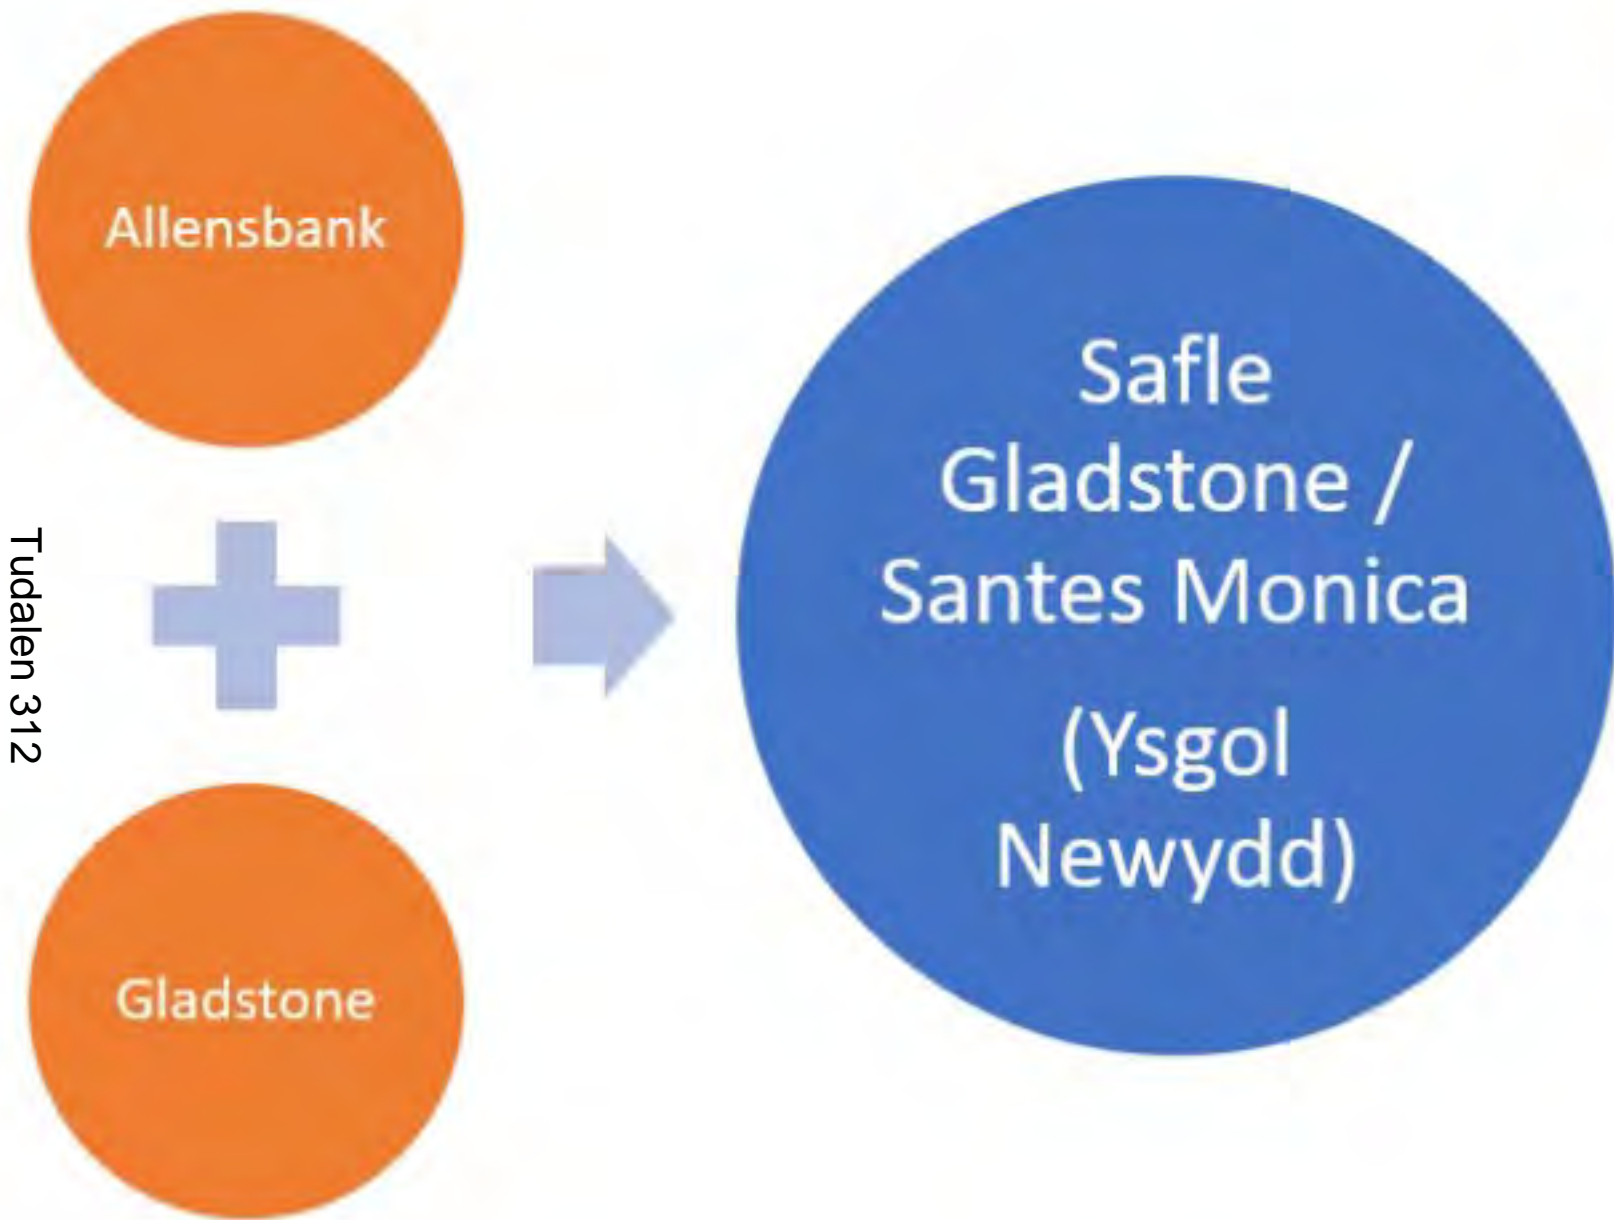 Allensbank
Gladstone
Safle
Gladstone /
Santes Monica
(Ysgol
Newydd)
Tudalen 312